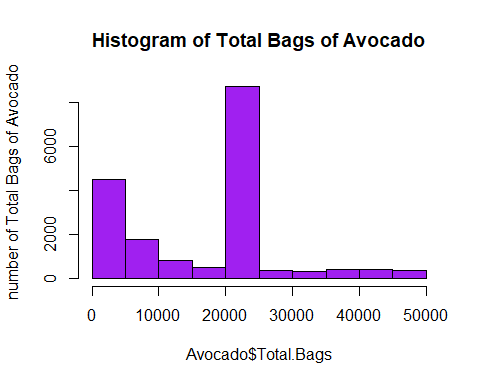 Histogram of Total Bags of Avocado
number of Total Bags of Avocado
6000
2000
0
0 10000 20000 30000 40000 50000
Avocado$Total.Bags